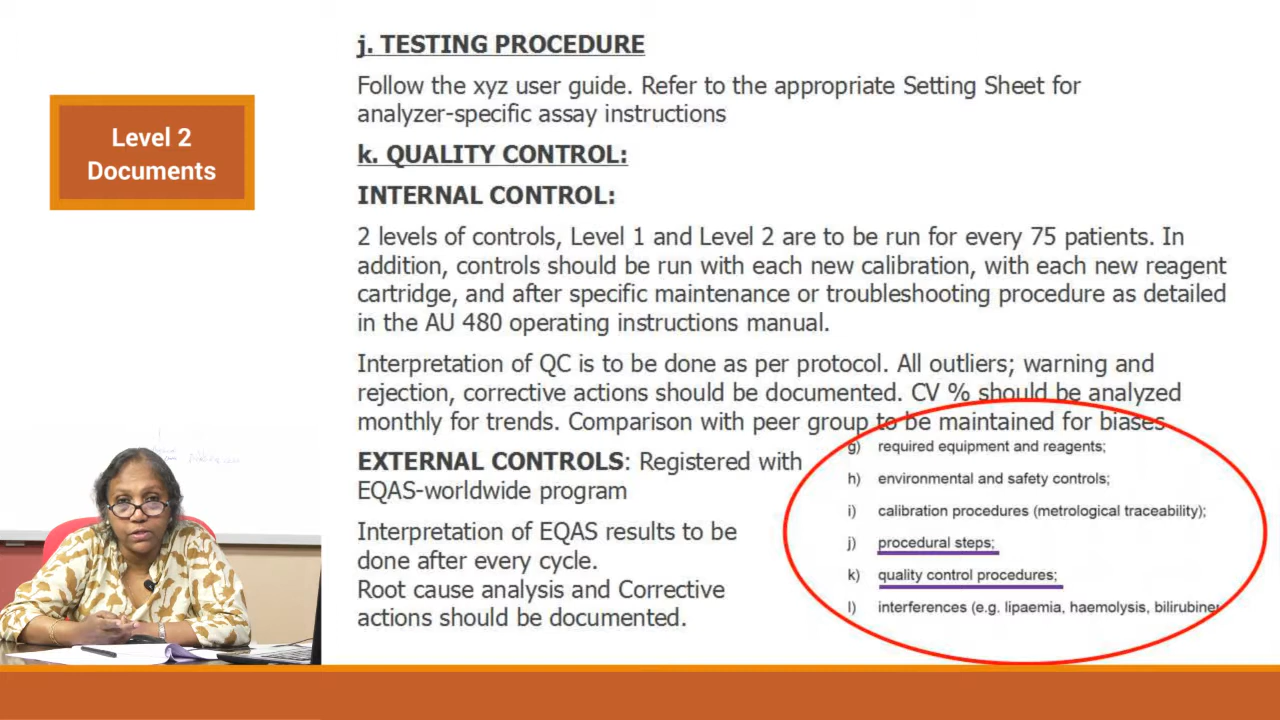 Level 2
Documents
j. TESTING PROCEDURE
Follow the xyz user guide. Refer to the appropriate Setting Sheet for
analyzer-specific assay instructions
k. QUALITY CONTROL:
INTERNAL CONTROL:
2 levels of controls, Level 1 and Level 2 are to be run for every 75 patients. In
addition, controls should be run with each new calibration, with each new reagent
cartridge, and after specific maintenance or troubleshooting procedure as detailed
in the AU 480 operating instructions manual.
Interpretation of QC is to be done as per protocol. All outliers; warning and
rejection, corrective actions should be documented. CV % should be analyzed
monthly for trends. Comparison with peer group to be maintained for biases
EXTERNAL CONTROLS: Registered with
EQAS-worldwide program
Interpretation of EQAS results to be
done after every cycle.
Root cause analysis and Corrective
actions should be documented.
g) required equipment and reagents;
h) environmental and safety controls;
i) calibration procedures (metrological traceability);
j) procedural steps;
k) quality control procedures;
l) interferences (e.g. lipaemia, haemolysis,